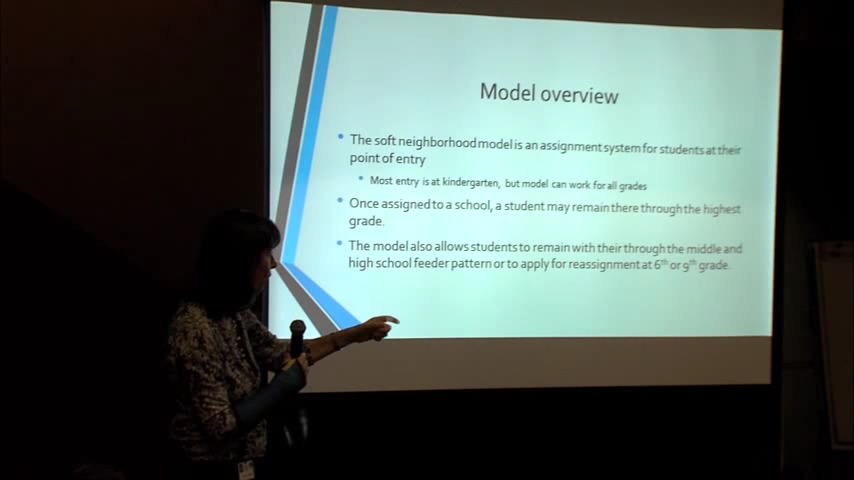 Model overview
The soft neighborhood model is an assignment system for students at their
point of entry
Most entry is at kindergarten, but model can work for all grades
Once assigned to a school, a student may remain there through the highest
grade.
The model also allows students to remain with their through the middle and
high school feeder pattern or to apply for reassignment at 6th or 9th grade.